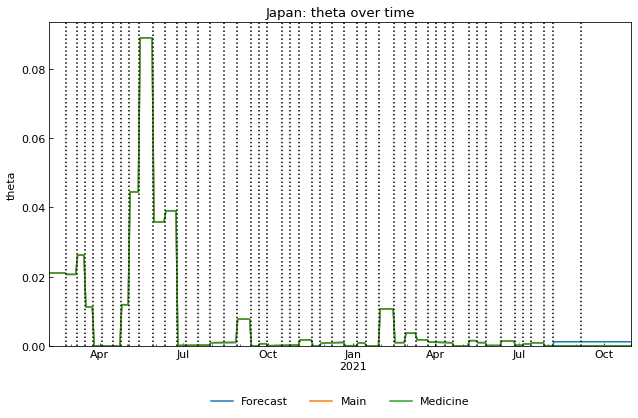 Japan: theta over time
theta
0.08
0.06
0.04
0.02
0.00
Apr Jul Oct Jan Apr Jul Oct
2021
Forecast Main Medicine